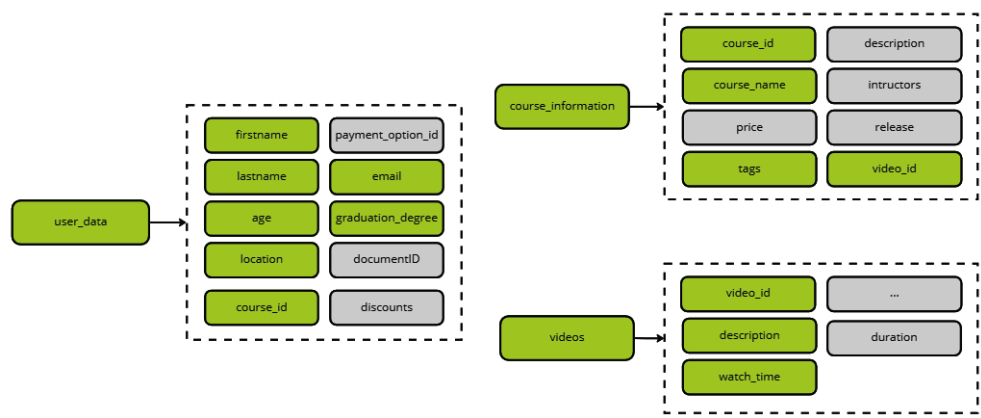 user_data
firstname
payment_option_id
lastname
email
age
graduation_degree
location
documentID
course_id
discounts
course_information
course_id
description
course_name
intructors
price
release
tags
video_id
videos
video_id
...
description
duration
watch_time